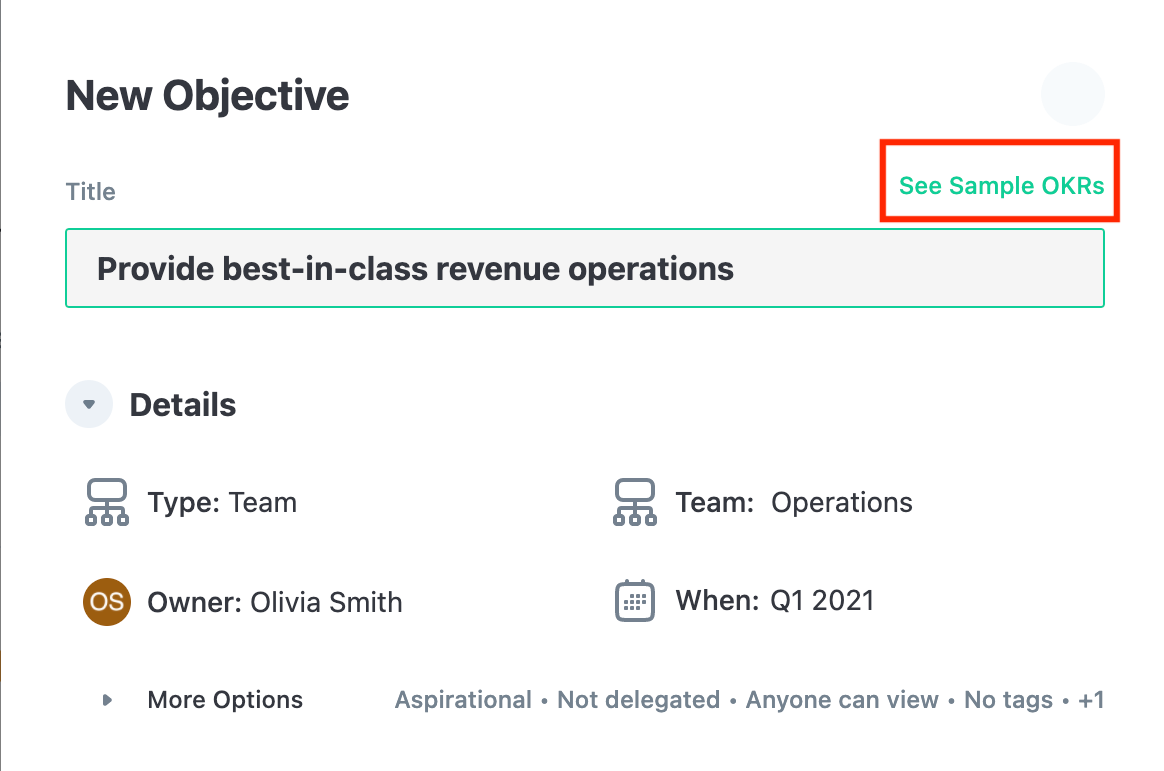 New Objective
Title
See Sample OKRs
Provide best-in-class revenue operations
Details
Type: Team
Team: Operations
OS Owner: Olivia Smith
When: Q1 2021
More Options Aspirational • Not delegated • Anyone can view • No tags • +1